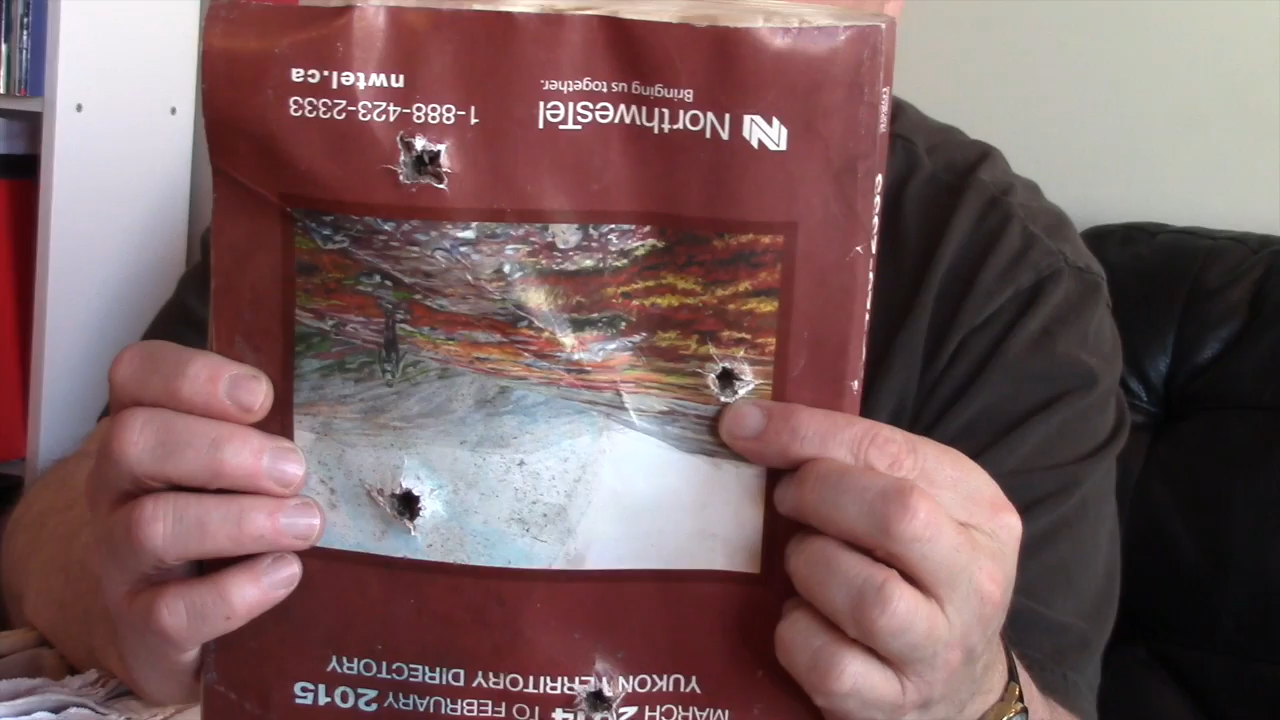 MARCH 2014 TO FEBRUARY 2015
YUKON TERRITORY DIRECTORY
NORTHWESTEL
Bringing us together.
1-888-423-2333
nwtel.ca